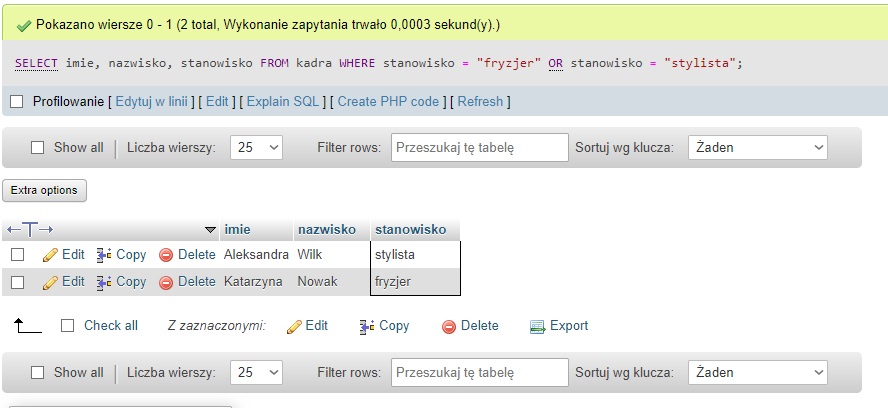 Pokazano wiersze 0 - 1 (2 total, Wykonanie zapytania trwało 0,0003 sekund(y).)
SELECT imie, nazwisko, stanowisko FROM kadra WHERE stanowisko = "fryzjer" OR stanowisko = "stylista";
Profilowanie [ Edytuj w linii ] [ Edit ] [ Explain SQL ] [ Create PHP code ] [ Refresh ]
Show all Liczba wierszy: 25 Filter rows: Przeszukaj tę tabelę Sortuj wg klucza: Żaden
Extra options
imie nazwisko stanowisko
Edit Copy Delete Aleksandra Wilk stylista
Edit Copy Delete Katarzyna Nowak fryzjer
Check all Z zaznaczonymi: Edit Copy Delete Export
Show all Liczba wierszy: 25 Filter rows: Przeszukaj tę tabelę Sortuj wg klucza: Żaden